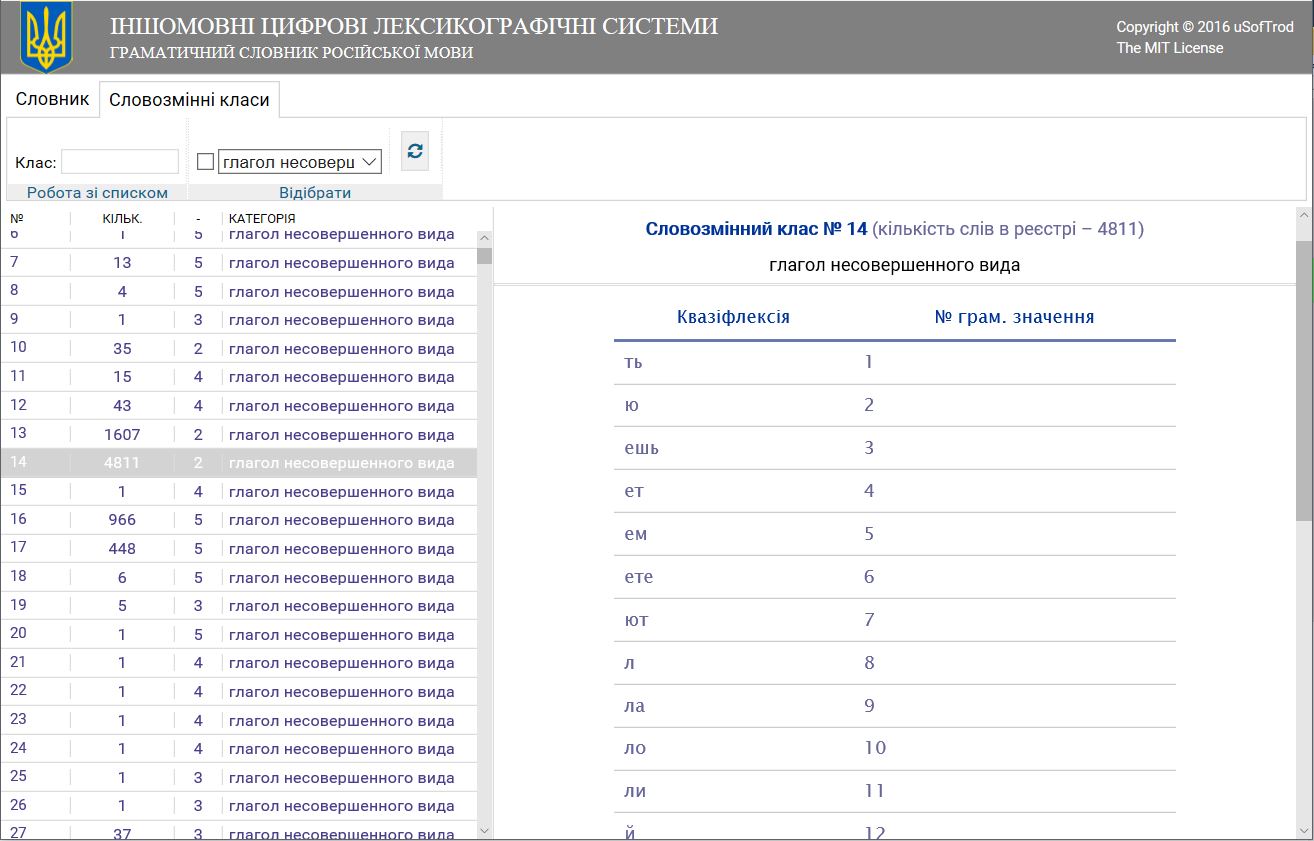 ІНШОМОВНІ ЦИФРОВІ ЛЕКСИКОГРАФІЧНІ СИСТЕМИ
ГРАМАТИЧНИЙ СЛОВНИК РОСІЙСЬКОЇ МОВИ
Copyright © 2016 uSofTrod
The MIT License
Словник Словозмінні класи
Клас: глагол несоверш
Робота зі списком Відібрати
№ КІЛЬК. - КАТЕГОРІЯ
6 1 5 глагол несовершенного вида
7 13 5 глагол несовершенного вида
8 4 5 глагол несовершенного вида
9 1 3 глагол несовершенного вида
10 35 2 глагол несовершенного вида
11 15 4 глагол несовершенного вида
12 43 4 глагол несовершенного вида
13 1607 2 глагол несовершенного вида
14 4811 2 глагол несовершенного вида
15 1 4 глагол несовершенного вида
16 966 5 глагол несовершенного вида
17 448 5 глагол несовершенного вида
18 6 5 глагол несовершенного вида
19 5 3 глагол несовершенного вида
20 1 5 глагол несовершенного вида
21 1 4 глагол несовершенного вида
22 1 4 глагол несовершенного вида
23 1 4 глагол несовершенного вида
24 1 4 глагол несовершенного вида
25 1 3 глагол несовершенного вида
26 1 3 глагол несовершенного вида
27 37 3 глагол несовершенного вида
Словозмінний клас № 14 (кількість слів в реєстрі – 4811)
глагол несовершенного вида
Квазіфлексія № грам. значення
ть 1
ю 2
ешь 3
ет 4
ем 5
ете 6
ют 7
л 8
ла 9
ло 10
ли 11
й 12